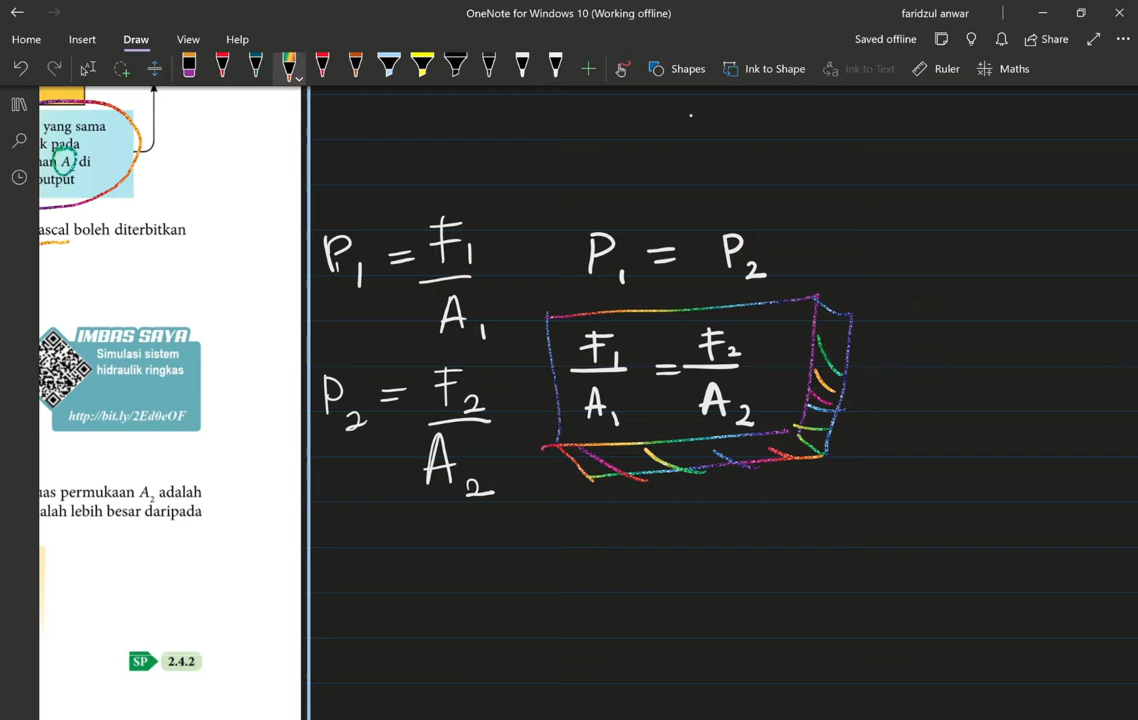 OneNote for Windows 10 (Working offline)
faridzul anwar
Home Insert Draw View Help
Saved offline
Share
Shapes
Ink to Shape
Ink to Text
Ruler
Maths
yang sama
k pada
aan A, di
output
ascal boleh diterbitkan
IMBAS SAYA
Simulasi sistem
hidraulik ringkas
http://bit.ly/2Ed0eOF
uas permukaan A₂ adalah
alah lebih besar daripada
SP 2.4.2
P₁ = F₁/A₁
P₂ = F₂/A₂
P₁ = P₂
F₁/A₁ = F₂/A₂